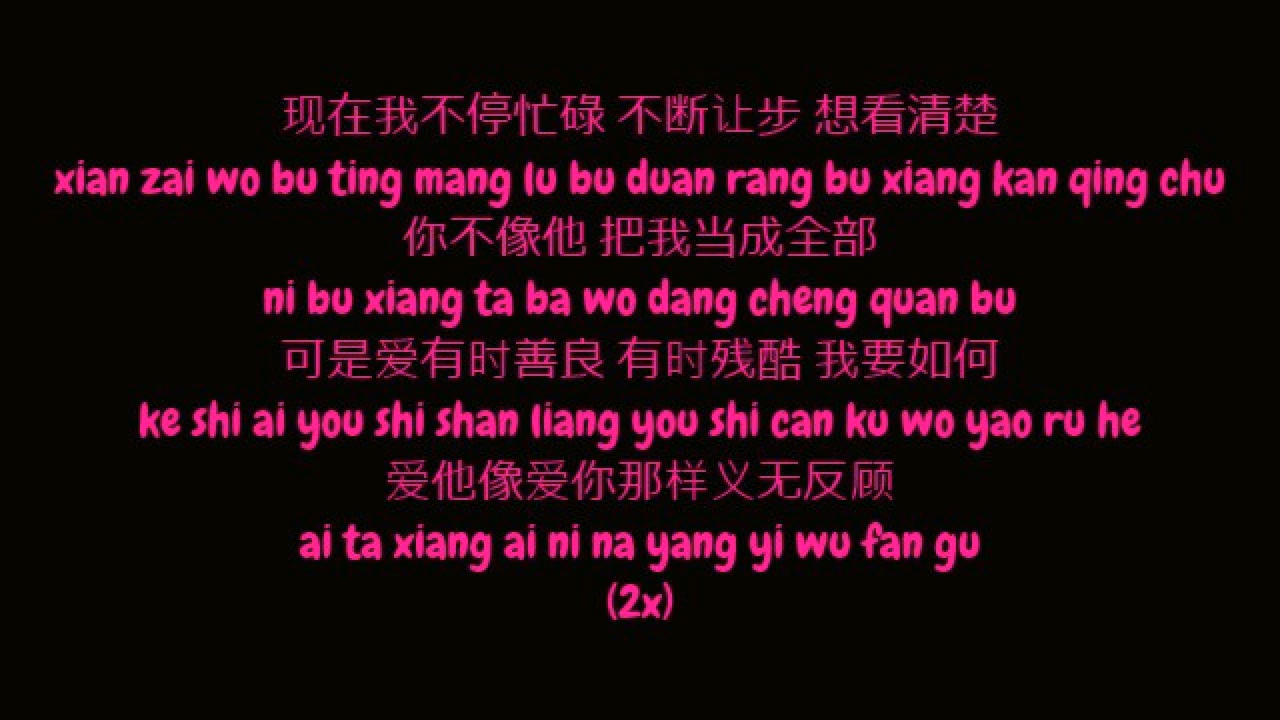 现在我不停忙碌 不断让步 想看清楚
xian zai wo bu ting mang lu bu duan rang bu xiang kan qing chu
你不像他 把我当成全部
ni bu xiang ta ba wo dang cheng quan bu
可是爱有时善良 有时残酷 我要如何
ke shi ai you shi shan liang you shi can ku wo yao ru he
爱他像爱你那样义无反顾
ai ta xiang ai ni na yang yi wu fan gu
(2x)